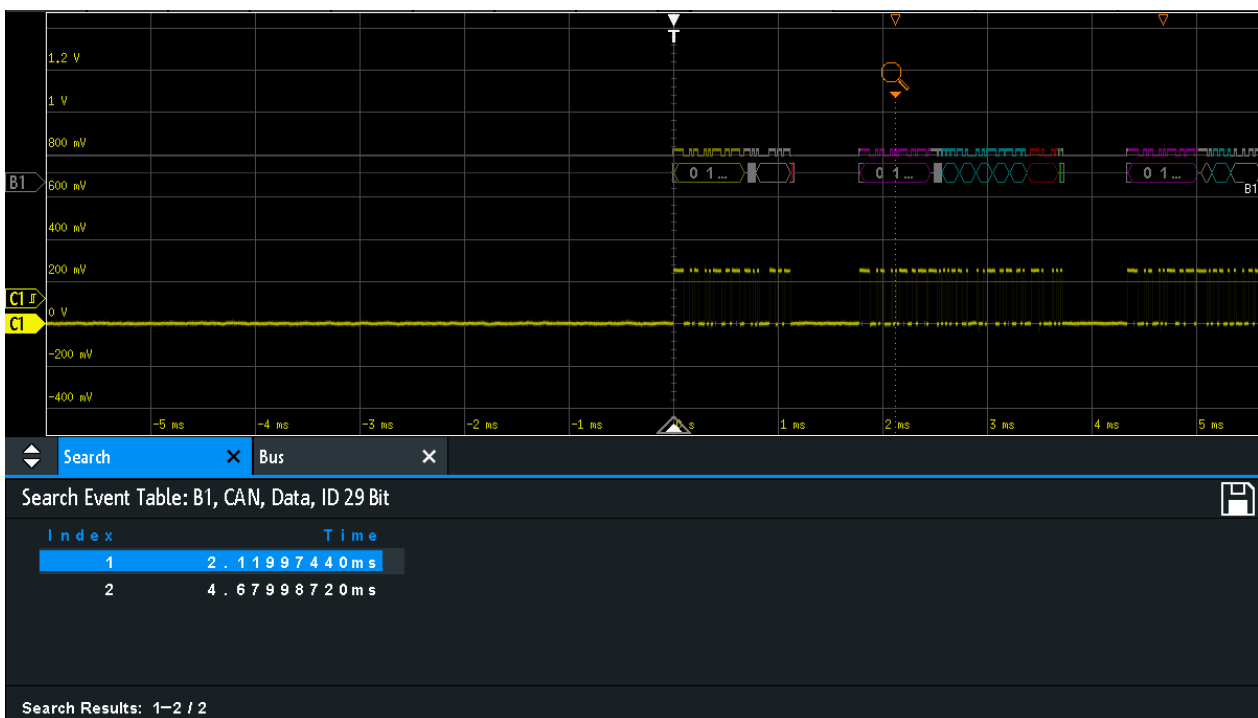 T
1.2 V
1 V
800 mV
B1
600 mV
0 1...
0 1...
0 1...
B1
400 mV
200 mV
C1
0 V
C1
-200 mV
-400 mV
-5 ms -4 ms -3 ms -2 ms -1 ms 0 s 1 ms 2 ms 3 ms 4 ms 5 ms
Search × Bus ×
Search Event Table: B1, CAN, Data, ID 29 Bit
Index Time
1 2.11997440ms
2 4.67998720ms
Search Results: 1-2 / 2